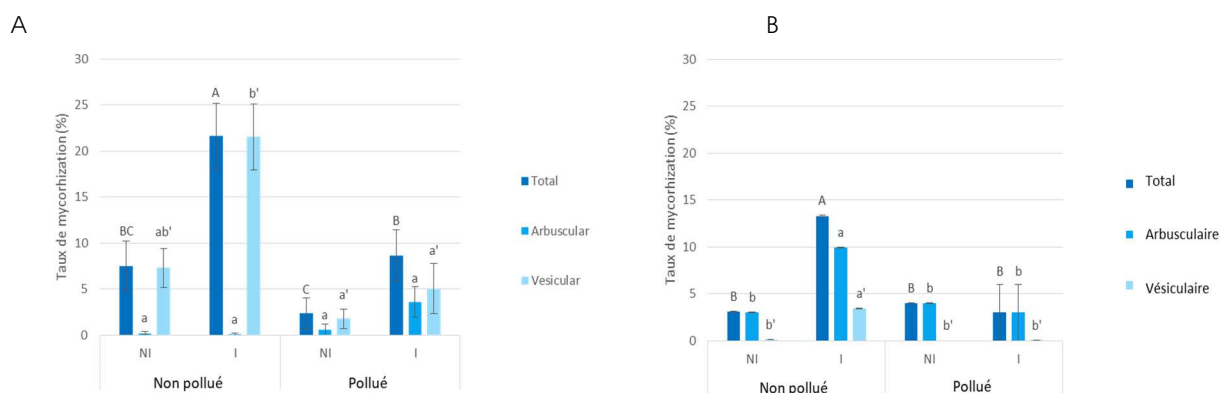 A
Taux de mycorhization (%)
30
25
20
15
10
5
0
BC
a
ab'
A
a
b'
C
a
a'
B
a
a'
NI
I
NI
I
Non pollué
Pollué
Total
Arbuscular
Vesicular
B
Taux de mycorhization (%)
30
25
20
15
10
5
0
B
b
b'
A
a
a'
B
b
b'
B
b
b'
NI
I
NI
I
Non pollué
Pollué
Total
Arbusculaire
Vésiculaire